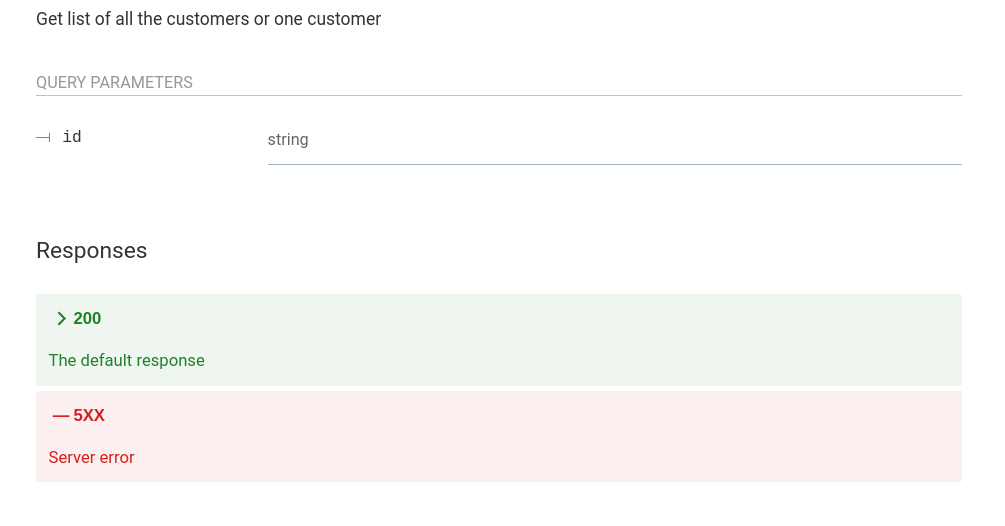 Get list of all the customers or one customer
QUERY PARAMETERS
id
string
Responses
200
The default response
— 5XX
Server error